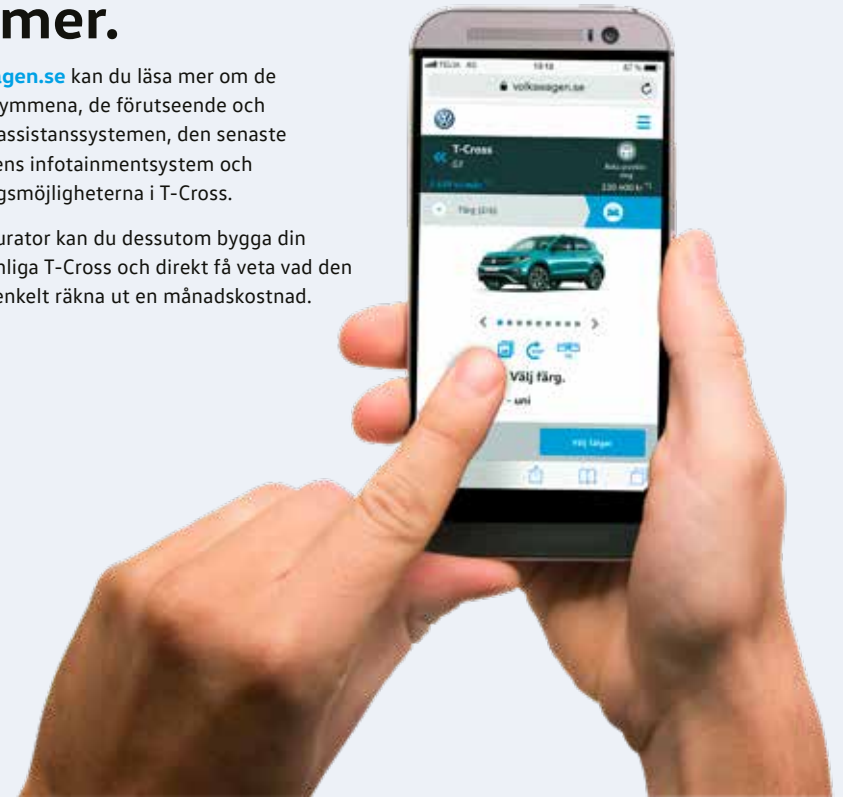 mer.
agen.se kan du läsa mer om de
ymmena, de förutseende och
assistanssystemen, den senaste
ens infotainmentsystem och
gsmöjligheterna i T-Cross.
urator kan du dessutom bygga din
nliga T-Cross och direkt få veta vad den
enkelt räkna ut en månadskostnad.
volkswagen.se
T-Cross
Välj färg.
- uni